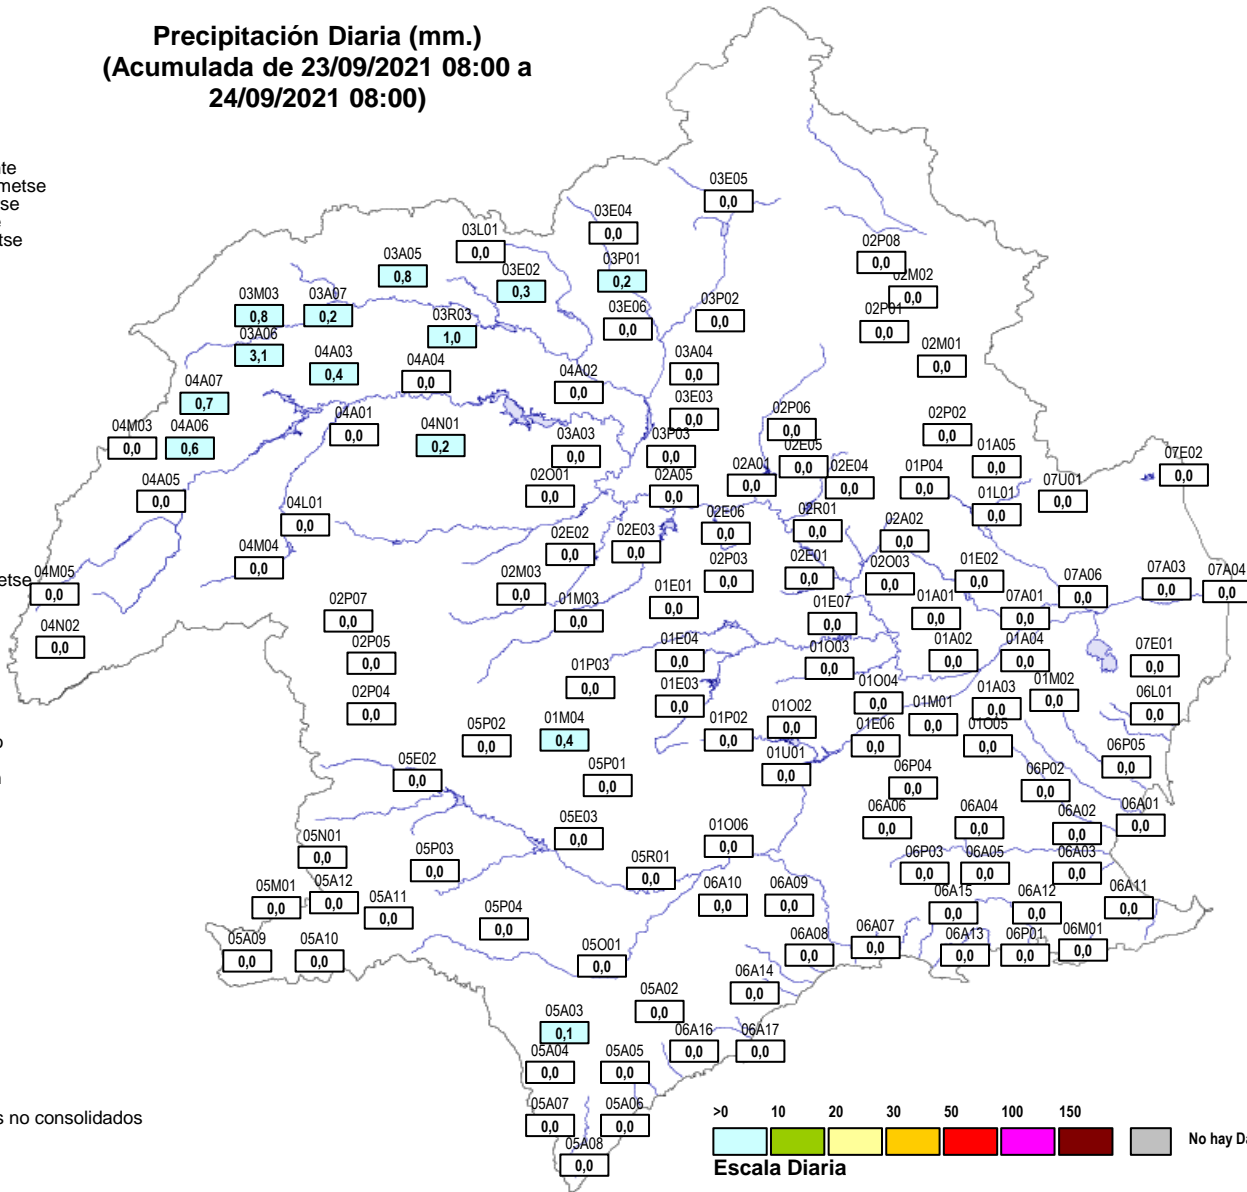 Precipitación Diaria (mm.)
(Acumulada de 23/09/2021 08:00 a
24/09/2021 08:00)
03E05
0,0
03E04
0,0
03L01
0,0
03A05
0,8
03E02
0,3
03P01
0,2
02P08
0,0
02M02
0,0
03M03
0,8
03A07
0,2
03R03
1,0
03E06
0,0
03P02
0,0
02P01
0,0
03A06
3,1
04A03
0,4
04A04
0,0
04A02
0,0
03A04
0,0
02M01
0,0
04A07
0,7
03E03
0,0
04M03
0,0
04A06
0,6
04A01
0,0
04N01
0,2
03A03
0,0
03P03
0,0
02P06
0,0
02E05
0,0
02P02
0,0
01A05
0,0
07E02
0,0
04A05
0,0
02O01
0,0
02A05
0,0
02A01
0,0
02E04
0,0
01P04
0,0
01L01
0,0
07U01
0,0
04L01
0,0
02E06
0,0
02R01
0,0
02A02
0,0
04M04
0,0
02E02
0,0
02E03
0,0
04M05
0,0
02M03
0,0
01M03
0,0
01E01
0,0
02P03
0,0
02E01
0,0
02O03
0,0
01E02
0,0
07A06
0,0
07A03
0,0
07A04
0,0
02P07
0,0
01E07
0,0
01A01
0,0
07A01
0,0
04N02
0,0
02P05
0,0
01P03
0,0
01E04
0,0
01O03
0,0
01A02
0,0
01A04
0,0
07E01
0,0
02P04
0,0
01E03
0,0
01O04
0,0
01M01
0,0
01A03
0,0
01M02
0,0
06L01
0,0
05P02
0,0
01M04
0,4
01P02
0,0
01O02
0,0
01E06
0,0
01O05
0,0
05E02
0,0
05P01
0,0
01U01
0,0
06P04
0,0
06P02
0,0
06P05
0,0
05E03
0,0
01O06
0,0
06A06
0,0
06A04
0,0
06A02
0,0
06A01
0,0
05N01
0,0
05P03
0,0
05R01
0,0
06P03
0,0
06A05
0,0
06A03
0,0
05M01
0,0
05A12
0,0
05A11
0,0
06A10
0,0
06A09
0,0
06A15
0,0
06A12
0,0
06A11
0,0
05A09
0,0
05A10
0,0
05P04
0,0
05O01
0,0
06A08
0,0
06A07
0,0
06A13
0,0
06P01
0,0
06M01
0,0
05A03
0,1
05A02
0,0
06A14
0,0
05A04
0,0
05A05
0,0
06A16
0,0
06A17
0,0
05A07
0,0
05A06
0,0
05A08
0,0
s no consolidados
>0 10 20 30 50 100 150
No hay Da
Escala Diaria